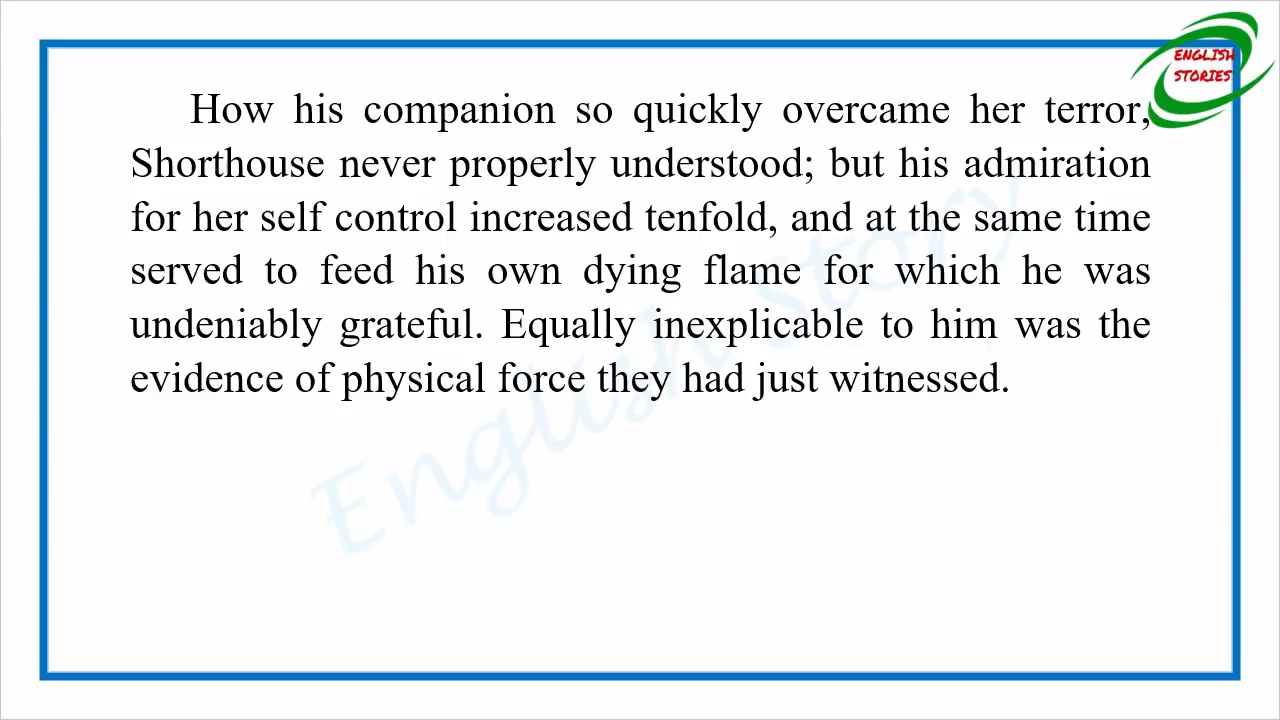 ENGLISH
STORIES
How his companion so quickly overcame her terror,
Shorthouse never properly understood; but his admiration
for her self control increased tenfold, and at the same time
served to feed his own dying flame for which he was
undeniably grateful. Equally inexplicable to him was the
evidence of physical force they had just witnessed.
English Story